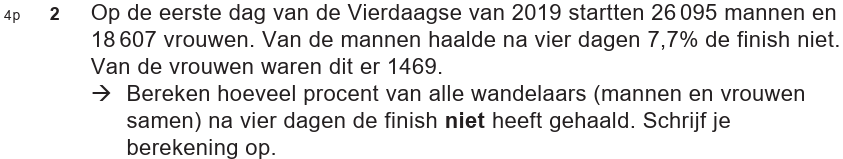 4p 2 Op de eerste dag van de Vierdaagse van 2019 startten 26 095 mannen en
18 607 vrouwen. Van de mannen haalde na vier dagen 7,7% de finish niet.
Van de vrouwen waren dit er 1469.
→ Bereken hoeveel procent van alle wandelaars (mannen en vrouwen
samen) na vier dagen de finish niet heeft gehaald. Schrijf je
berekening op.